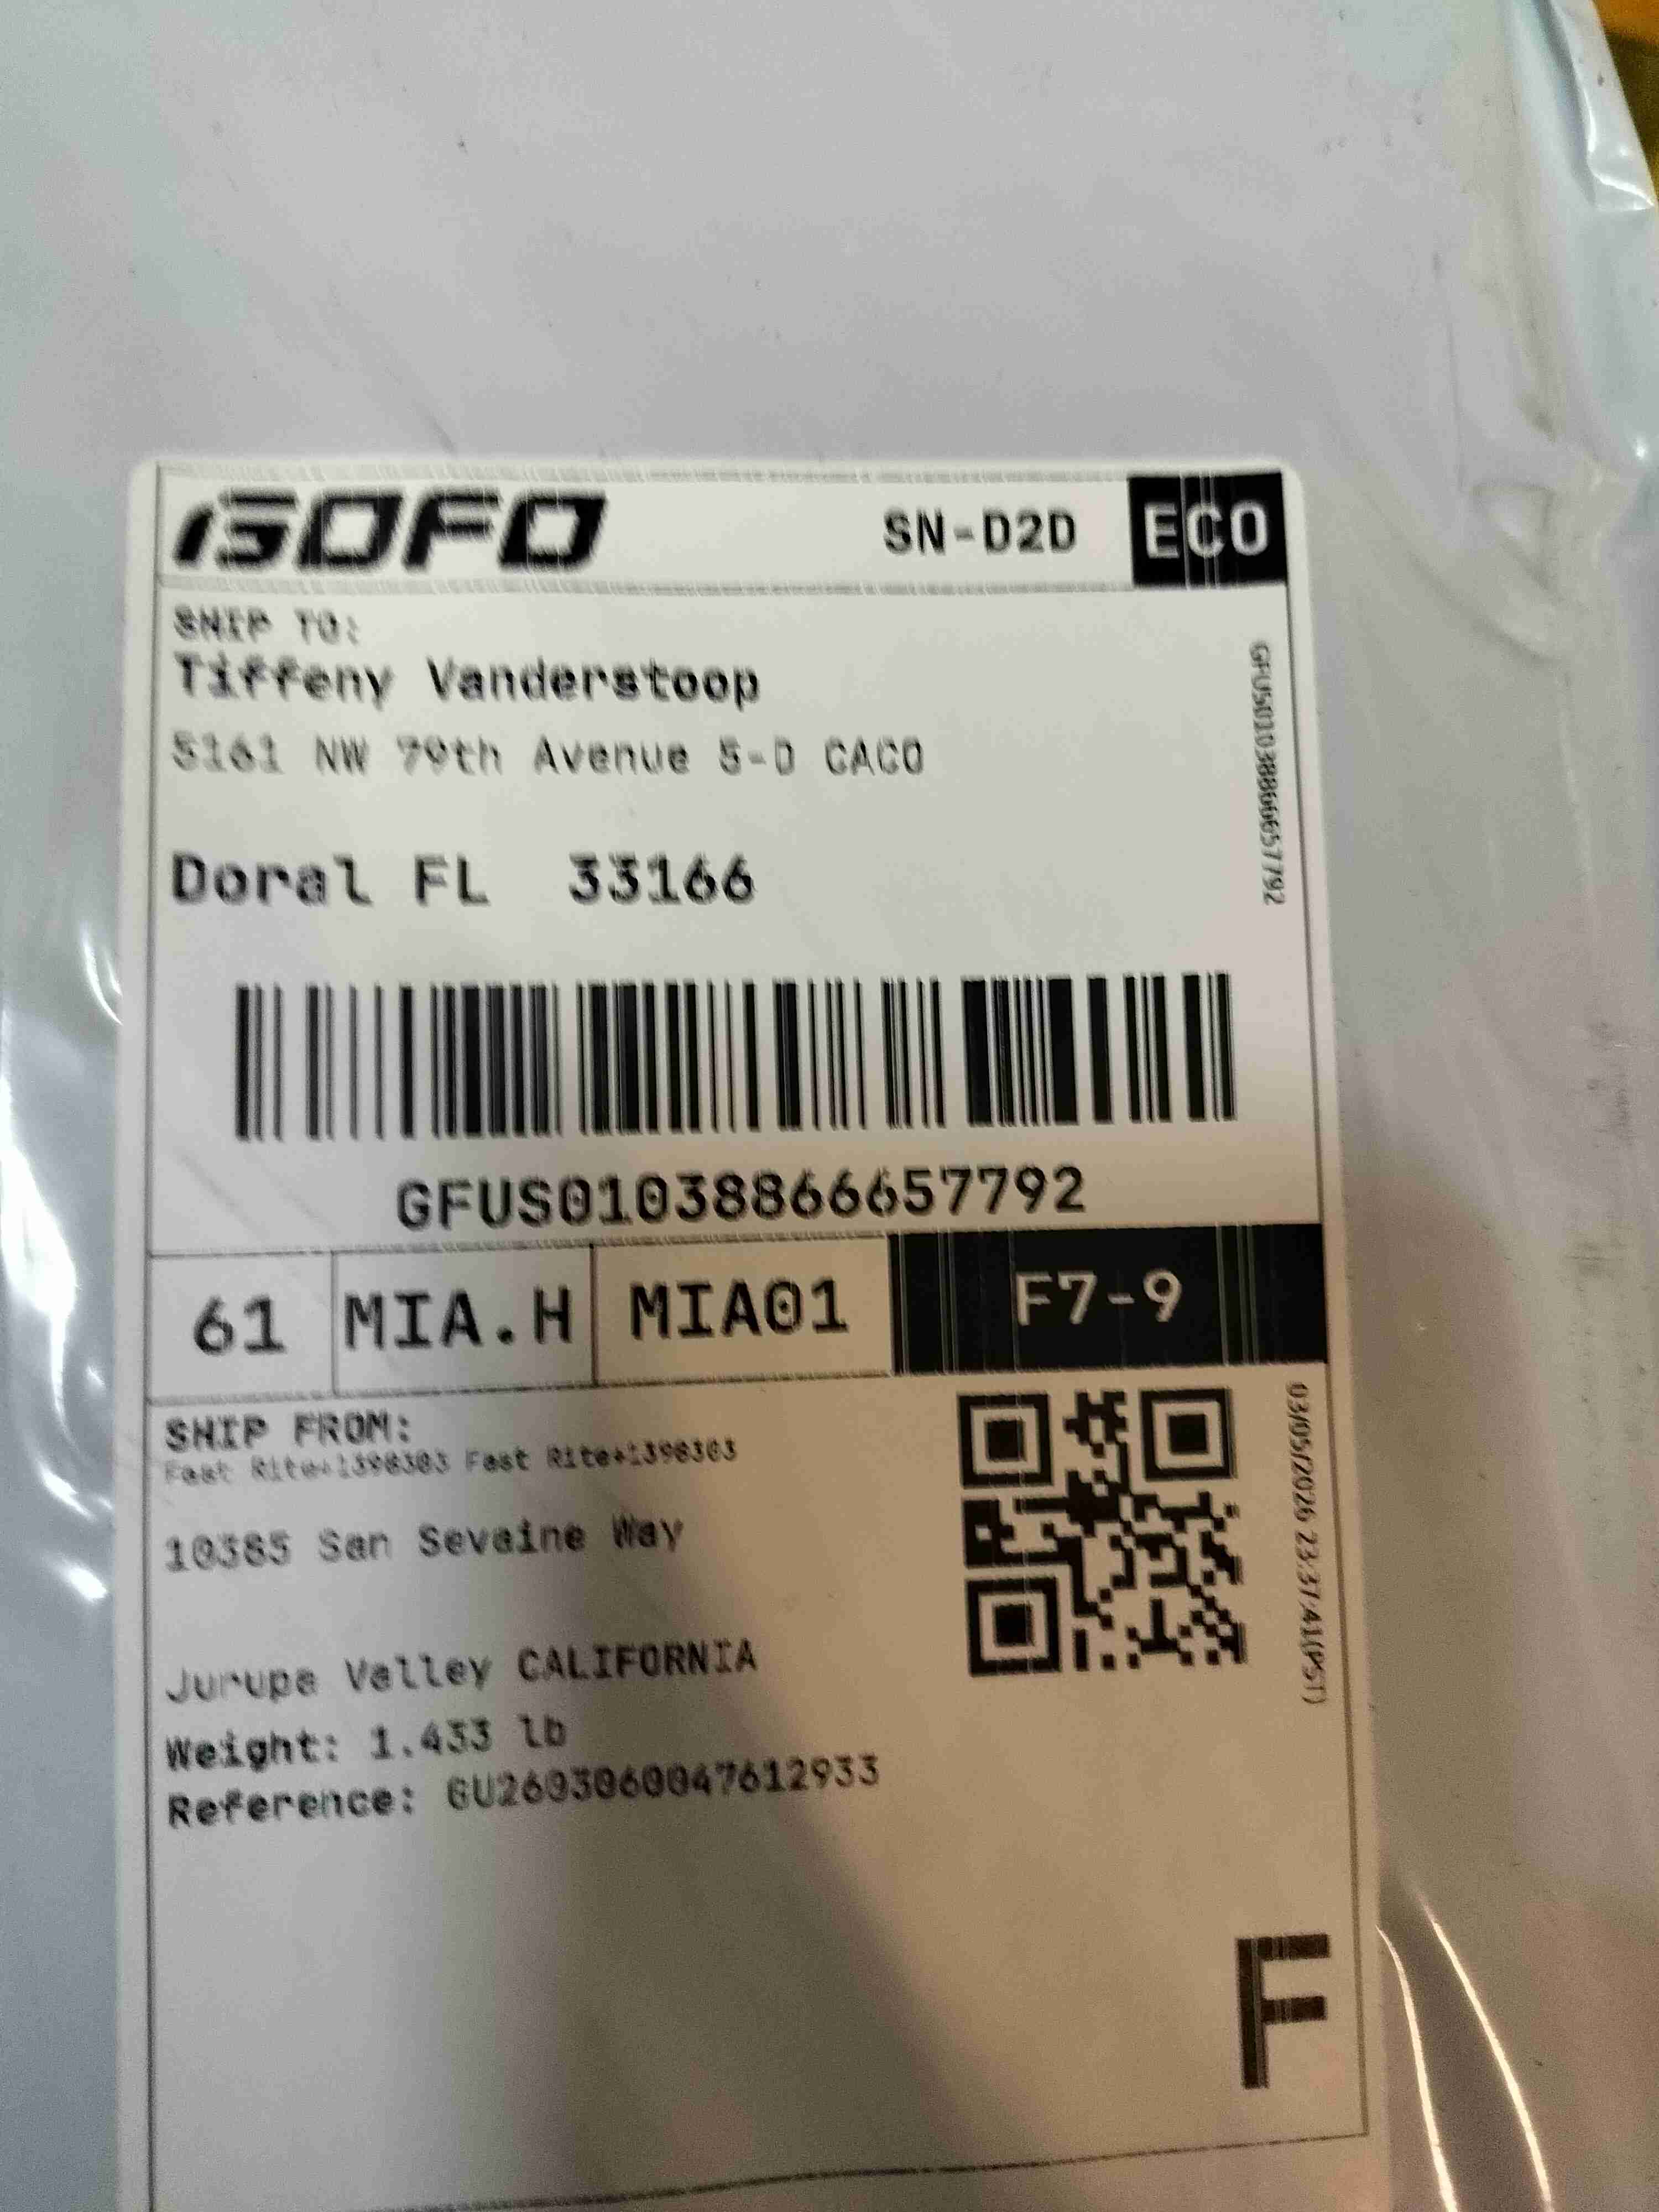 GOFO SN-D2D ECO
SHIP TO:
Tiffeny Vanderstoop
5161 NW 79th Avenue 5-D CACO
Doral FL 33166
GFUS01038866657792
GFUS01038866657792
61 MIA.H MIA01 F7-9
SHIP FROM:
Fast Rite+1398303 Fast Rite+1398303
10385 San Sevaine Way
Jurupa Valley CALIFORNIA
Weight: 1.433 lb
Reference: GU2603060047612933
03/05/2026 23:37:41(PST)
F